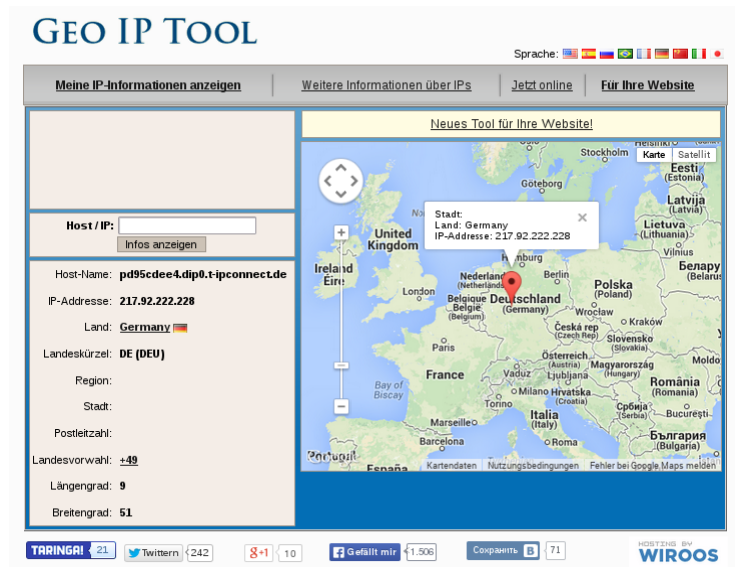 GEO IP TOOL
Sprache:
Meine IP-Informationen anzeigen
Weitere Informationen über IPs
Jetzt online
Für Ihre Website
Neues Tool für Ihre Website!
Host / IP:
Infos anzeigen
Host-Name: pd95cdee4.dip0.t-ipconnect.de
IP-Addresse: 217.92.222.228
Land: Germany
Landeskürzel: DE (DEU)
Region:
Stadt:
Postleitzahl:
Landesvorwahl: +49
Längengrad: 9
Breitengrad: 51
Karte
Satellit
Stadt:
Land: Germany
IP-Addresse: 217.92.222.228
Stockholm
Eesti
(Estonia)
Göteborg
Latvija
(Latvia)
Lietuva
(Lithuania)
Vilnius
United
Kingdom
Ireland
Éire
London
Berlin
Polska
(Poland)
Belgique
België
(Belgium)
Deutschland
(Germany)
Wrocław
Kraków
Česká rep
(Czech Rep)
Slovensko
(Slovakia)
Paris
Österreich
(Austria)
Magyarország
(Hungary)
France
Vaduz
Ljubljana
România
(Romania)
Bay of
Biscay
Milano
Hrvatska
(Croatia)
Torino
Србија
(Serbia)
București
Italia
(Italy)
Marseille
България
(Bulgaria)
Barcelona
Roma
Portugal
España
Kartendaten
Nutzungsbedingungen
Fehler bei Google Maps melden
TARINGA! 21
Twittern 242
g+1 10
Gefällt mir 1.506
Сохранить B 71
HOSTING BY
WIROOS